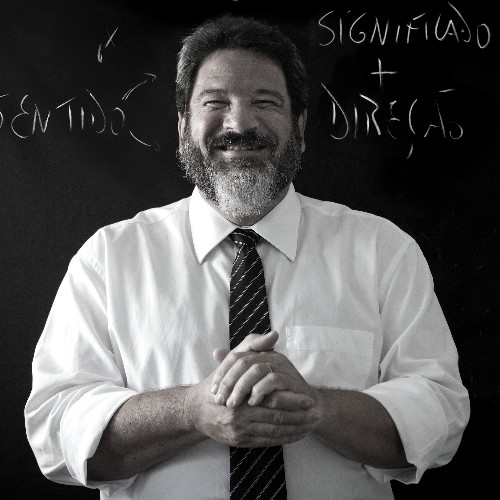 SIGNIFICADO
+
SENTIDO DIREÇÃO